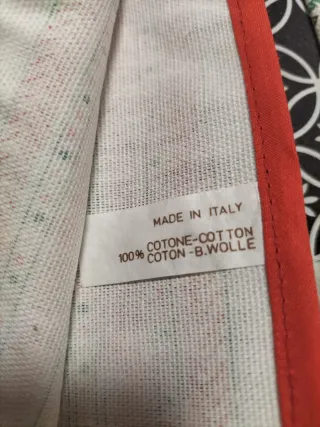 MADE IN ITALY
COTONE-COTTON
100% COTON-B.WOLLE